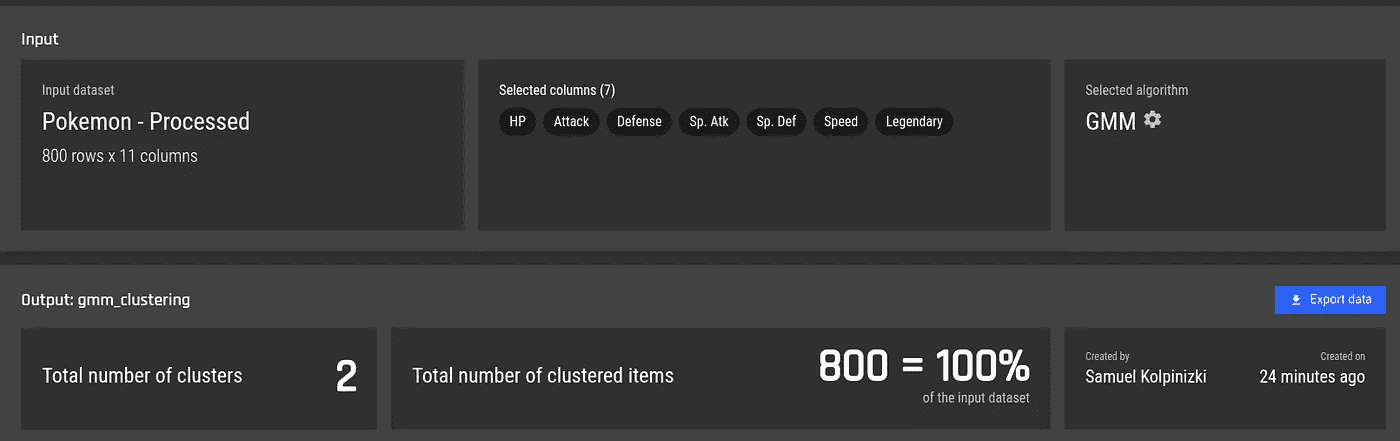 Input
Input dataset
Pokemon - Processed
800 rows x 11 columns
Selected columns (7)
HP Attack Defense Sp. Atk Sp. Def Speed Legendary
Selected algorithm
GMM
Output: gmm_clustering
Export data
Total number of clusters 2
Total number of clustered items 800 = 100%
of the input dataset
Created by
Samuel Kolpinizki
Created on
24 minutes ago